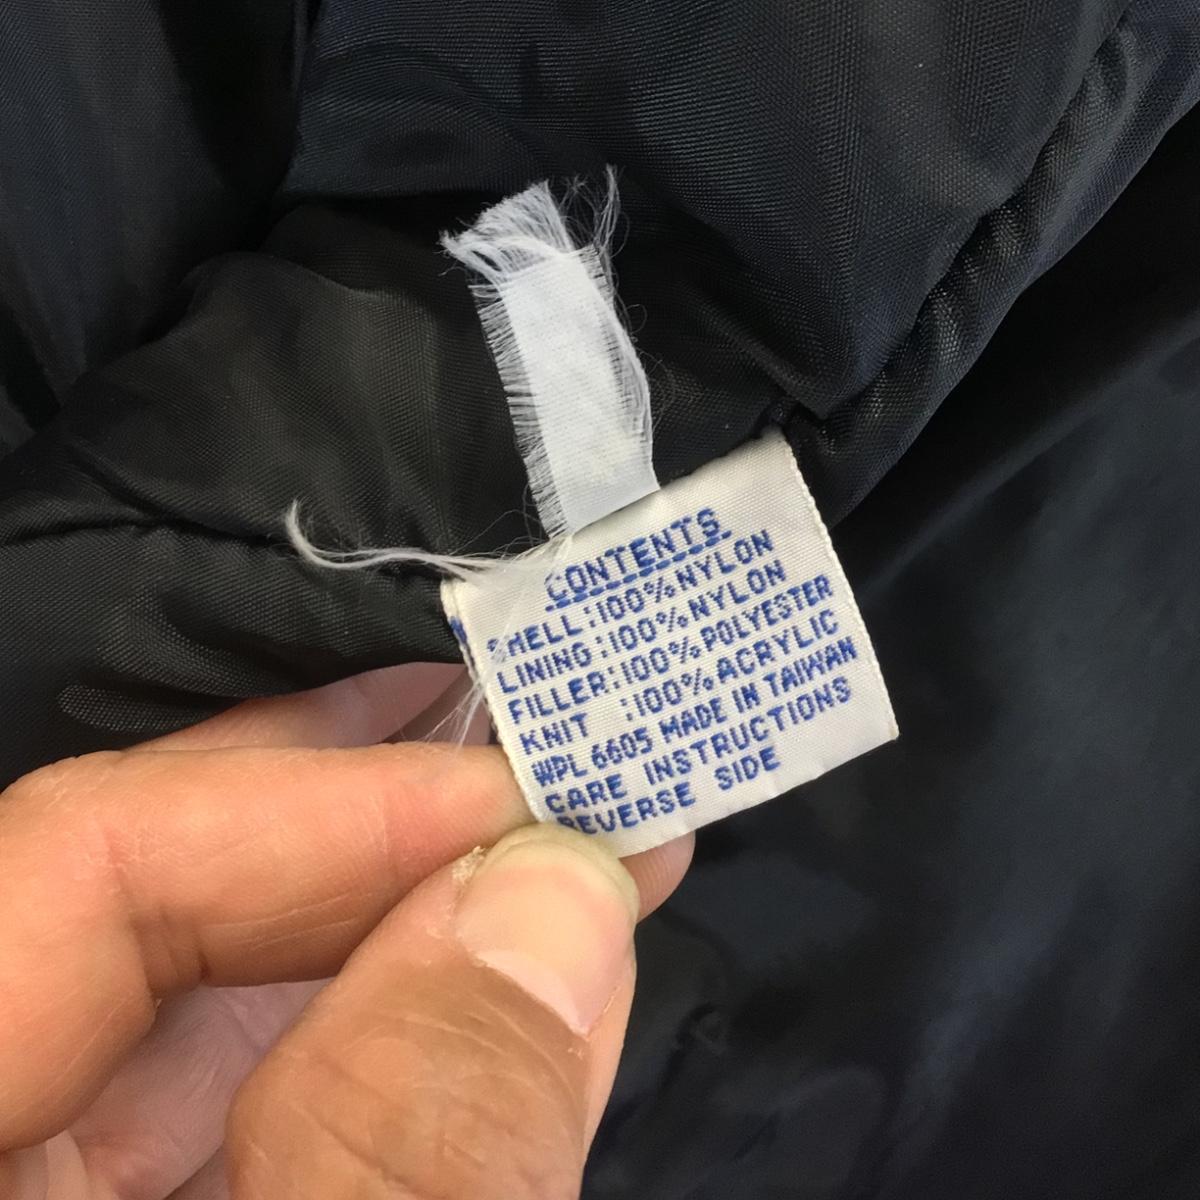 CONTENTS
SHELL:100%NYLON
LINING:100%NYLON
FILLER:100%POLYESTER
KNIT :100%ACRYLIC
WPL 6605 MADE IN TAIWAN
CARE INSTRUCTIONS
REVERSE SIDE